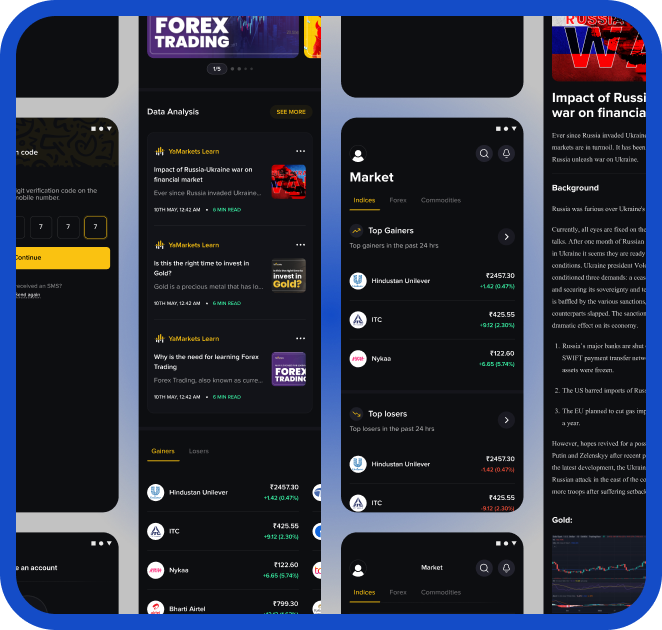 n code
git verification code on the
mobile number.
7
7
7
Continue
received an SMS?
Send again
e an account
FOREX
TRADING
1/5
Data Analysis
SEE MORE
YaMarkets Learn
Impact of Russia-Ukraine war on
financial market
Ever since Russia invaded Ukraine...
10TH MAY, 12:42 AM • 6 MIN READ
YaMarkets Learn
Is this the right time to invest in
Gold?
Gold is a precious metal that has lo...
10TH MAY, 12:42 AM • 6 MIN READ
invest in
Gold?
YaMarkets Learn
Why is the need for learning Forex
Trading
Forex Trading, also known as curre...
10TH MAY, 12:42 AM • 6 MIN READ
FOREX
TRADING
Gainers
Losers
Hindustan Unilever
₹2457.30
+1.42 (0.47%)
ITC
₹425.55
+9.12 (2.30%)
Nykaa
₹122.60
+6.65 (5.74%)
Bharti Airtel
₹799.30
Market
Indices
Forex
Commodities
Top Gainers
Top gainers in the past 24 hrs
Hindustan Unilever
₹2457.30
+1.42 (0.47%)
ITC
₹425.55
+9.12 (2.30%)
Nykaa
₹122.60
+6.65 (5.74%)
Top losers
Top losers in the past 24 hrs
Hindustan Unilever
₹2457.30
-1.42 (0.47%)
ITC
₹425.55
-9.12 (2.30%)
Market
Indices
Forex
Commodities
RUSSIA
WA
Impact of Russi
war on financia
Ever since Russia invaded Ukraine
markets are in turmoil. It has been
Russia unleash war on Ukraine.
Background
Russia was furious over Ukraine's
Currently, all eyes are fixed on the
talks. After one month of Russian
in Ukraine it seems they are ready
conditions. Ukraine president Volo
conditioned three demands: a ceas
and securing its sovereignty and te
is baffled by the various sanctions,
counterparts slapped. The sanction
dramatic effect on its economy.
1. Russia's major banks are shut
SWIFT payment transfer netw
assets were frozen.
2. The US barred imports of Russ
3. The EU planned to cut gas imp
a year.
However, hopes revived for a poss
Putin and Zelenskyy after recent p
the latest development, the Ukrain
Russian attack in the east of the co
more troops after suffering setback
Gold: